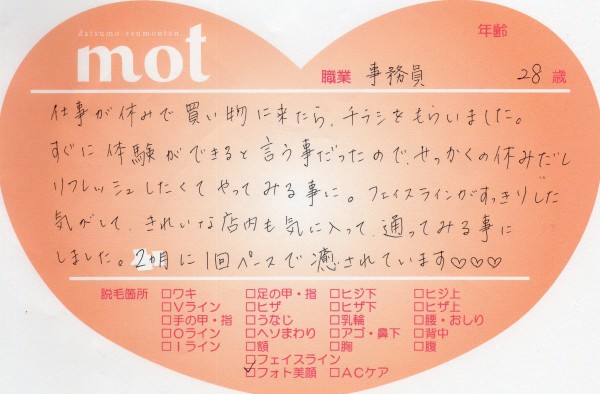 datsumo-senmonten
mot
年齢
職業 事務員 28歳
仕事が休みで買い物に来たら、チラシをもらいました。
すぐに体験ができると言う事だったので、せっかくの休みだし
リフレッシュしたくてやってみる事に。フェイスラインがすっきりした
気がして、きれいな店内も気に入って、通ってみる事に
しました。2ヵ月に1回ペースで癒されています♡♡♡
脱毛箇所 □ワキ □足の甲・指 □ヒジ下 □ヒジ上
□Vライン □ヒザ □ヒザ下 □ヒザ上
□手の甲・指 □うなじ □乳輪 □腰・おしり
□Oライン □ヘソまわり □アゴ・鼻下 □背中
□Iライン □額 □胸 □腹
□フェイスライン
☑フォト美顔 □ACケア